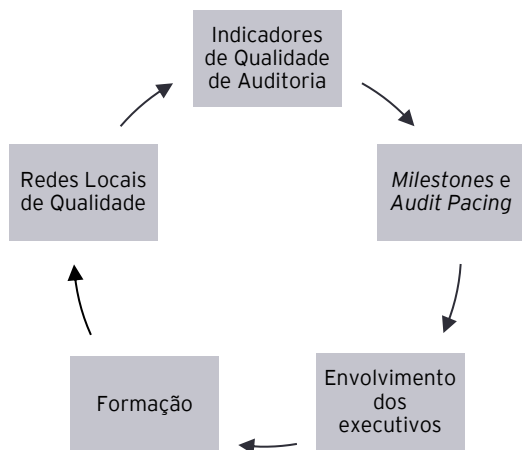 Indicadores
de Qualidade
de Auditoria
Milestones e
Audit Pacing
Envolvimento
dos
executivos
Formação
Redes Locais
de Qualidade